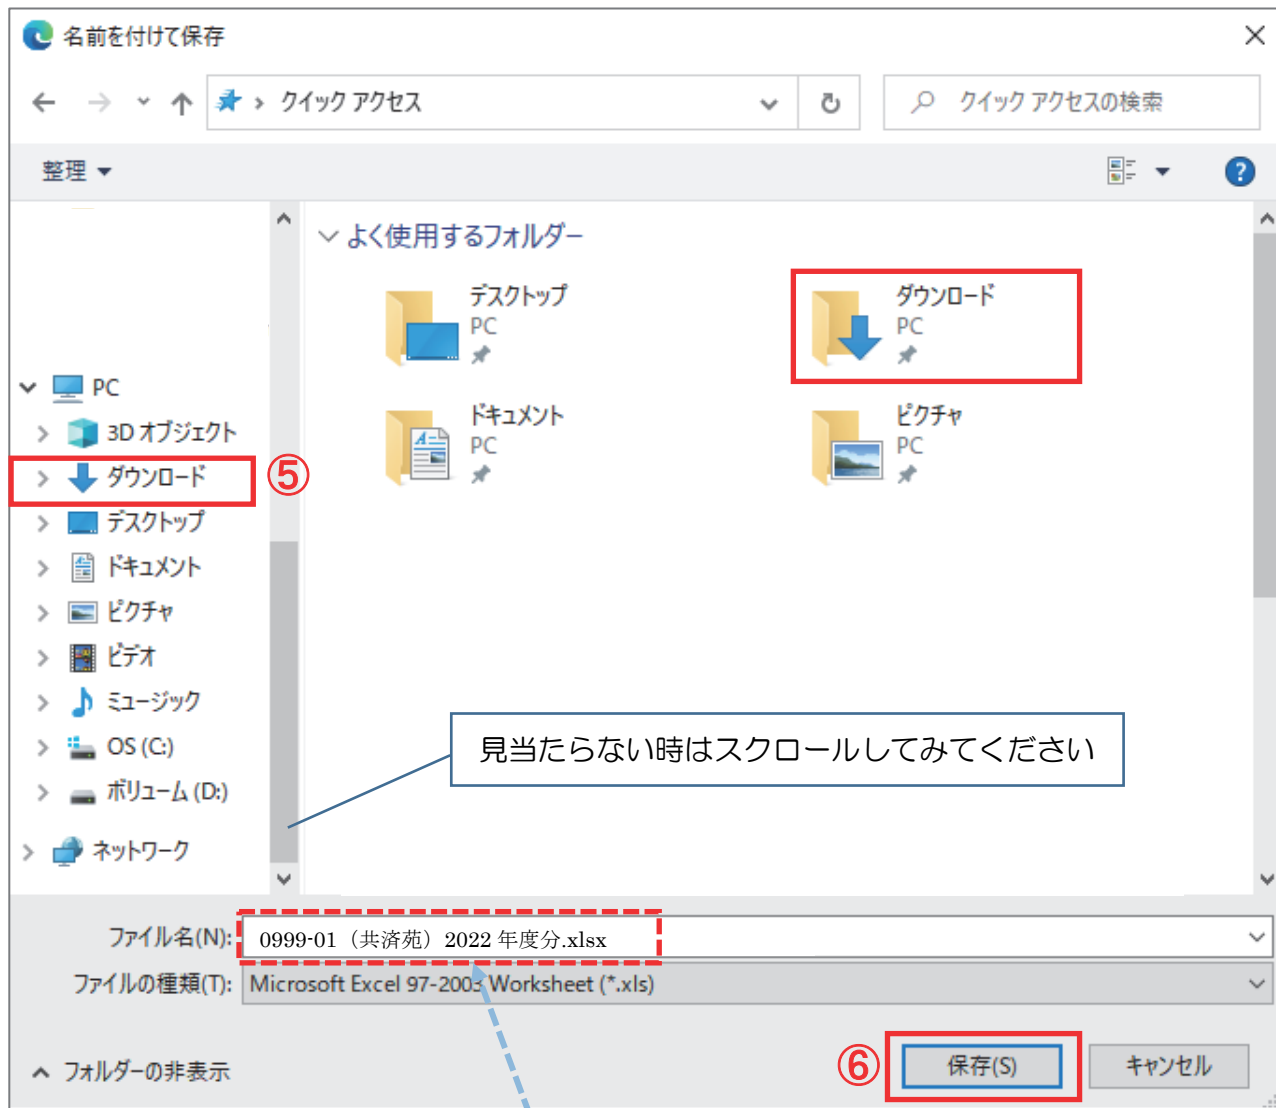 名前を付けて保存
クイック アクセス
クイック アクセスの検索
整理
よく使用するフォルダー
デスクトップ
PC
ダウンロード
PC
ドキュメント
PC
ピクチャ
PC
PC
3D オブジェクト
ダウンロード
⑤
デスクトップ
ドキュメント
ピクチャ
ビデオ
ミュージック
OS (C:)
ボリューム (D:)
ネットワーク
見当たらない時はスクロールしてみてください
ファイル名(N): 0999-01（共済苑）2022 年度分.xlsx
ファイルの種類(T): Microsoft Excel 97-2003 Worksheet (*.xls)
フォルダーの非表示
⑥
保存(S)
キャンセル